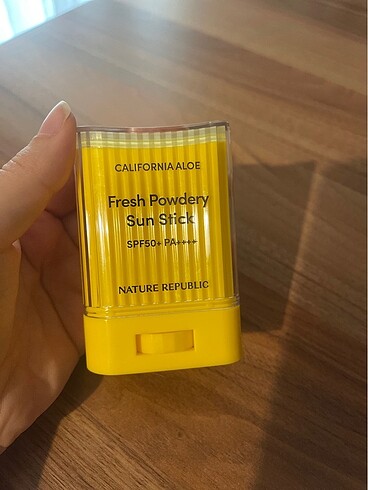 CALIFORNIA ALOE
Fresh Powdery
Sun Stick
SPF50+ PA++++
NATURE REPUBLIC